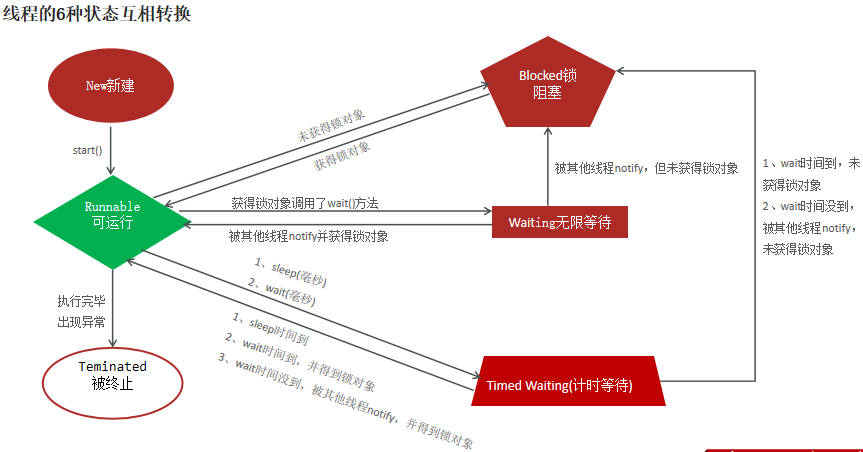 线程的6种状态互相转换
New新建
start()
Runnable
可运行
执行完毕
出现异常
Teminated
被终止
未获得锁对象
获得锁对象
Blocked锁
阻塞
获得锁对象调用了wait()方法
被其他线程notify并获得锁对象
Waiting无限等待
被其他线程notify，但未获得锁对象
1、wait时间到，未
获得锁对象
2、wait时间没到，
被其他线程notify，
未获得锁对象
1、sleep(毫秒)
2、wait(毫秒)
1、sleep时间到
2、wait时间到，并得到锁对象
3、wait时间没到，被其他线程notify，并得到锁对象
Timed Waiting(计时等待)